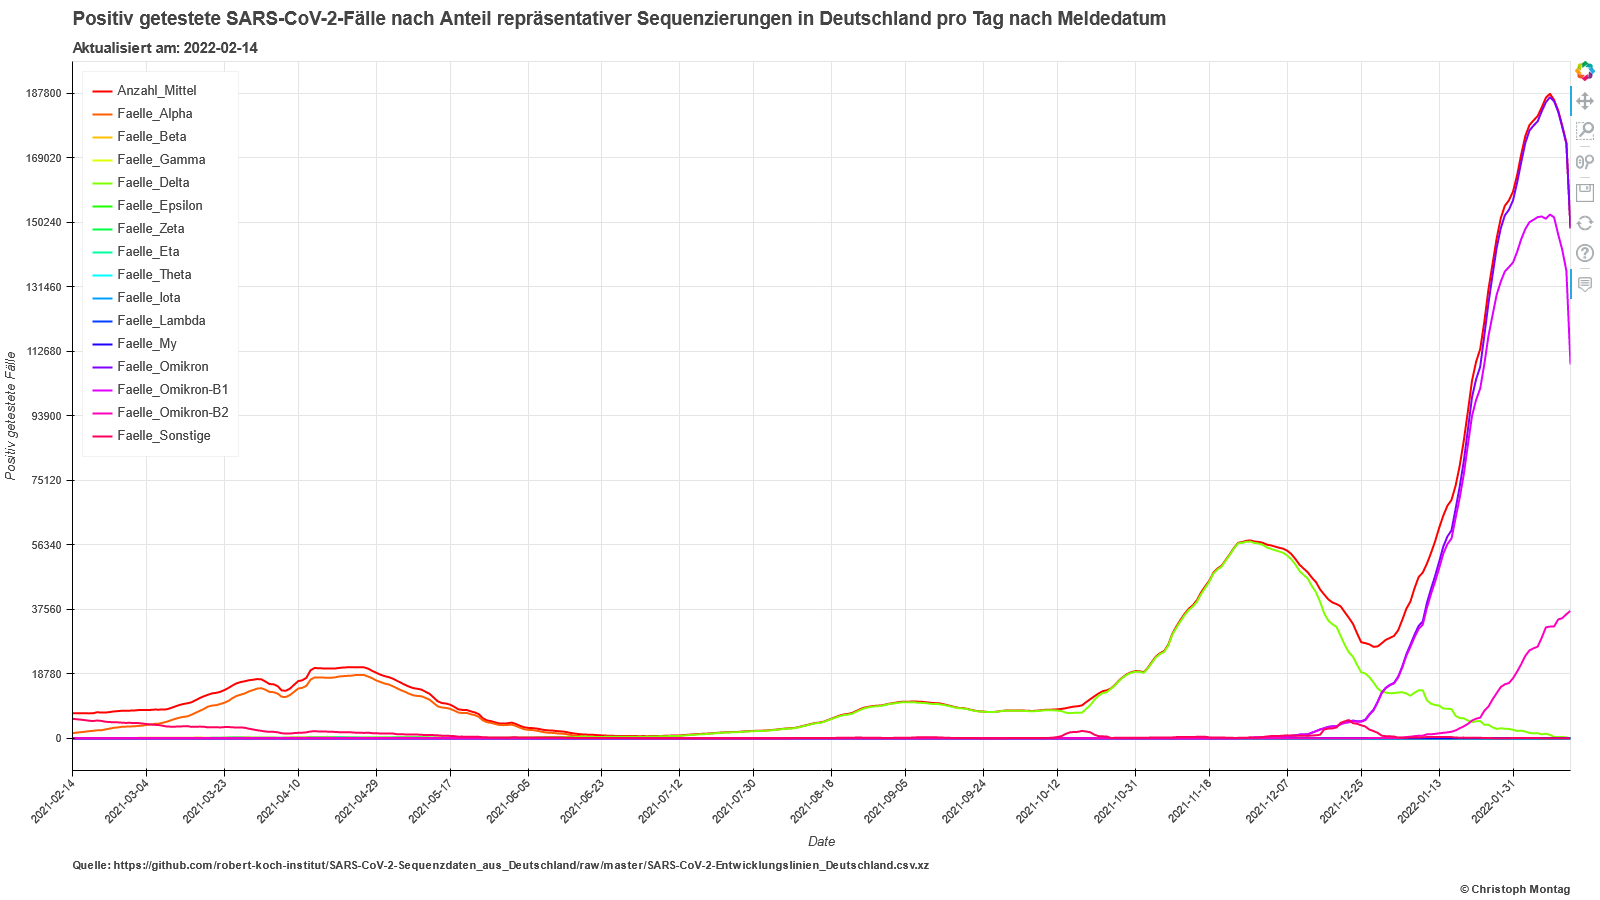 Positiv getestete SARS-CoV-2-Fälle nach Anteil repräsentativer Sequenzierungen in Deutschland pro Tag nach Meldedatum
Aktualisiert am: 2022-02-14
Anzahl_Mittel
Faelle_Alpha
Faelle_Beta
Faelle_Gamma
Faelle_Delta
Faelle_Epsilon
Faelle_Zeta
Faelle_Eta
Faelle_Theta
Faelle_Iota
Faelle_Lambda
Faelle_My
Faelle_Omikron
Faelle_Omikron-B1
Faelle_Omikron-B2
Faelle_Sonstige
Positiv getestete Fälle
187800
169020
150240
131460
112680
93900
75120
56340
37560
18780
0
2021-02-14
2021-03-04
2021-03-23
2021-04-10
2021-04-29
2021-05-17
2021-06-05
2021-06-23
2021-07-12
2021-07-30
2021-08-18
2021-09-05
2021-09-24
2021-10-12
2021-10-31
2021-11-18
2021-12-07
2021-12-25
2022-01-13
2022-01-31
Date
Quelle: https://github.com/robert-koch-institut/SARS-CoV-2-Sequenzdaten_aus_Deutschland/raw/master/SARS-CoV-2-Entwicklungslinien_Deutschland.csv.xz
© Christoph Montag